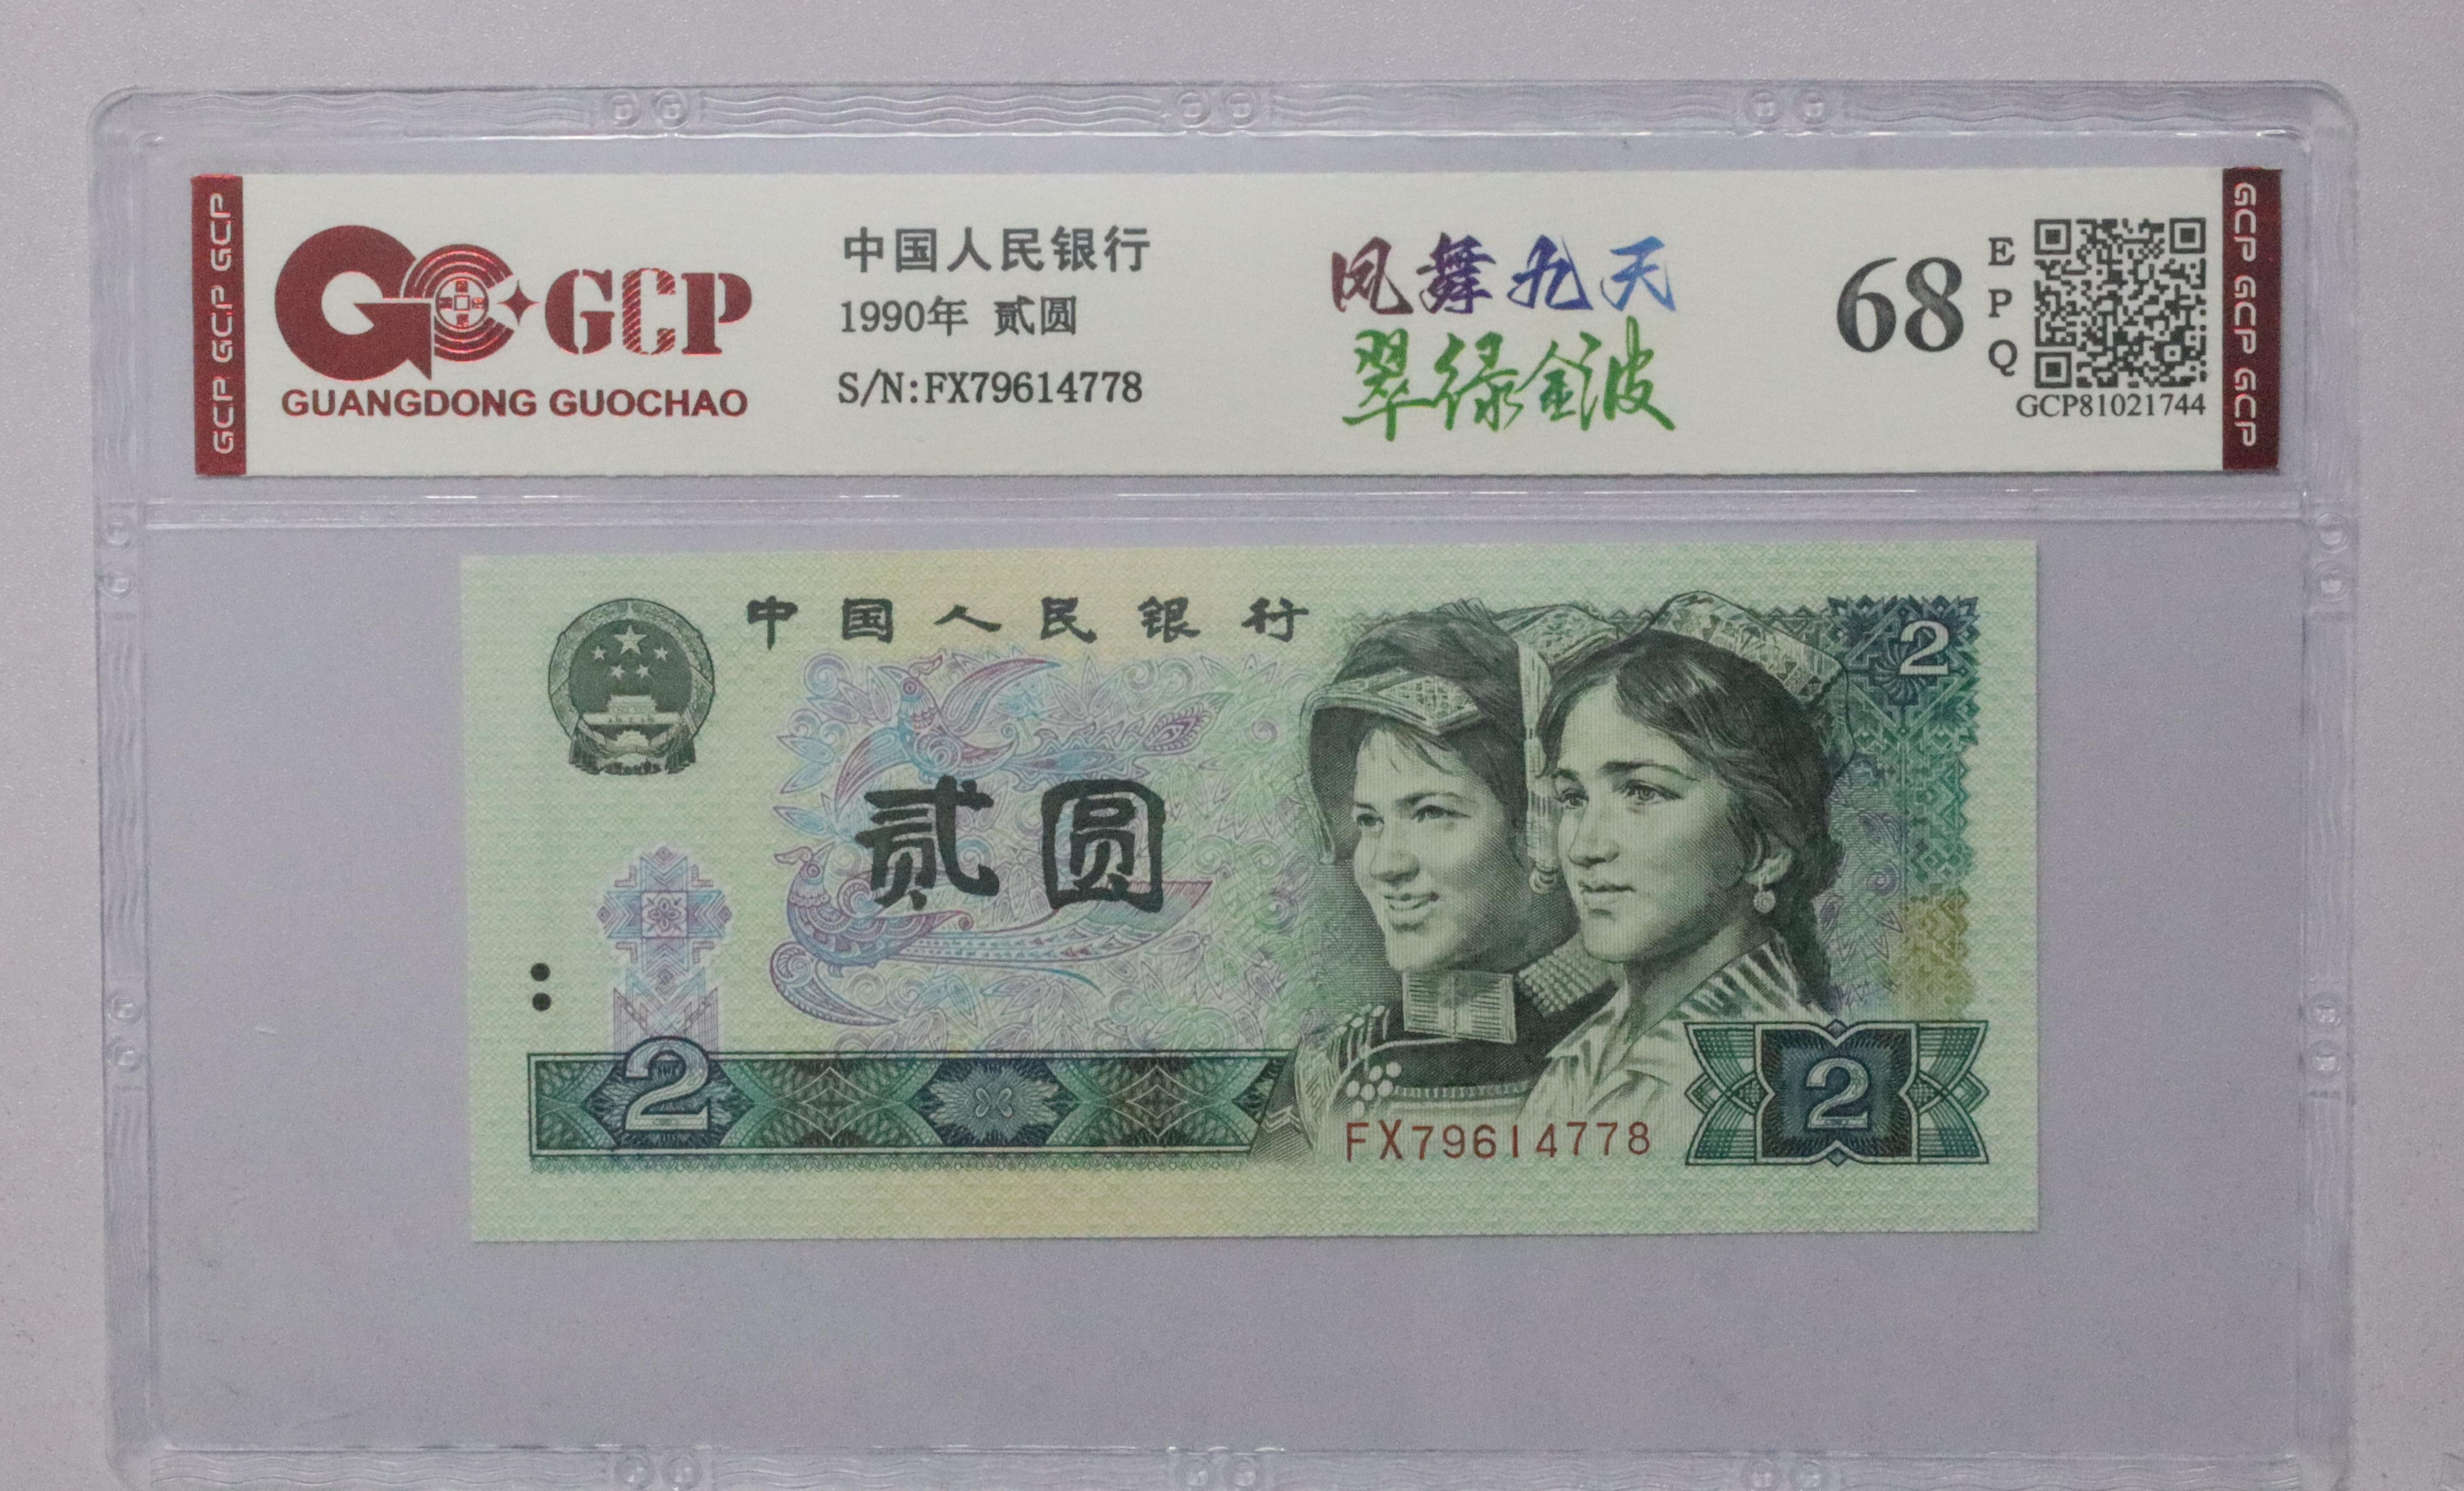 GCP GCP GCP
GCP
GUANGDONG GUOCHAO
中国人民银行
1990年 贰圆
S/N:FX79614778
凤舞九天
翠绿金波
68
E
P
Q
GCP81021744
GCP GCP GCP
中国人民银行
2
贰圆
2
2
FX79614778